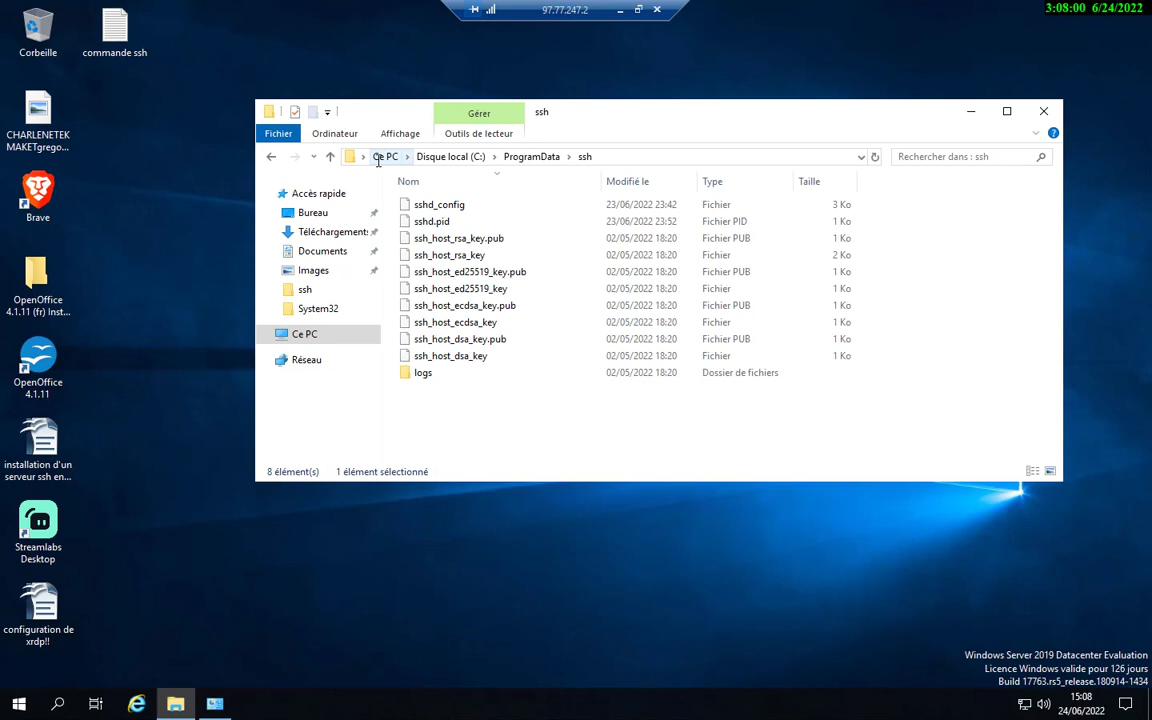 97.77.247.2
3:08:00 6/24/2022
Corbeille
commande ssh
CHARLENETEK
MAKETgrego...
Brave
OpenOffice
4.1.11 (fr) Inst...
OpenOffice
4.1.11
installation d'un
serveur ssh en...
Streamlabs
Desktop
configuration de
xrdp!!
Gérer
ssh
Fichier
Ordinateur
Affichage
Outils de lecteur
Ce PC > Disque local (C:) > ProgramData > ssh
Rechercher dans : ssh
Accès rapide
Bureau
Téléchargements
Documents
Images
ssh
System32
Ce PC
Réseau
Nom Modifié le Type Taille
sshd_config 23/06/2022 23:42 Fichier 3 Ko
sshd.pid 23/06/2022 23:52 Fichier PID 1 Ko
ssh_host_rsa_key.pub 02/05/2022 18:20 Fichier PUB 1 Ko
ssh_host_rsa_key 02/05/2022 18:20 Fichier 2 Ko
ssh_host_ed25519_key.pub 02/05/2022 18:20 Fichier PUB 1 Ko
ssh_host_ed25519_key 02/05/2022 18:20 Fichier 1 Ko
ssh_host_ecdsa_key.pub 02/05/2022 18:20 Fichier PUB 1 Ko
ssh_host_ecdsa_key 02/05/2022 18:20 Fichier 1 Ko
ssh_host_dsa_key.pub 02/05/2022 18:20 Fichier PUB 1 Ko
ssh_host_dsa_key 02/05/2022 18:20 Fichier 1 Ko
logs 02/05/2022 18:20 Dossier de fichiers
8 élément(s) 1 élément sélectionné
Windows Server 2019 Datacenter Evaluation
Licence Windows valide pour 126 jours
Build 17763.rs5_release.180914-1434
15:08
24/06/2022